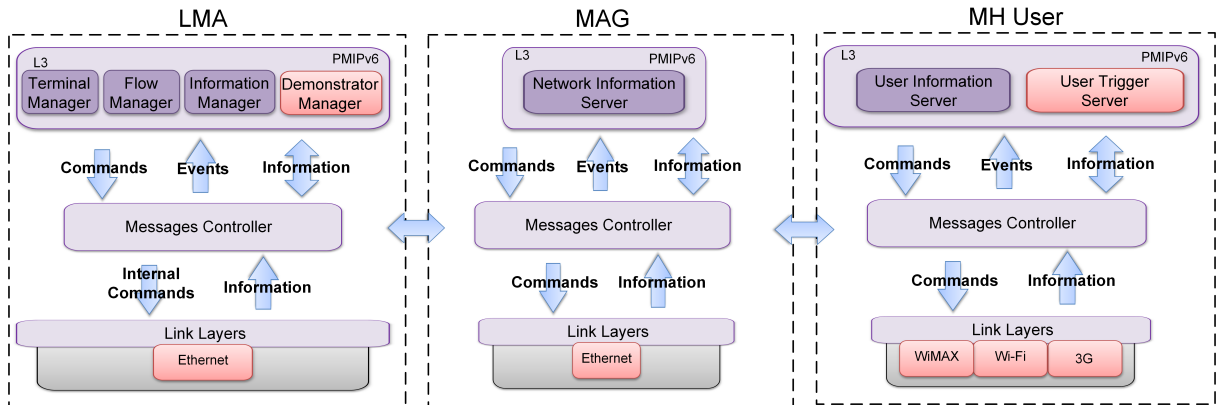 LMA
L3
PMIPv6
Terminal
Manager
Flow
Manager
Information
Manager
Demonstrator
Manager
Commands
Events
Information
Messages Controller
Internal
Commands
Information
Link Layers
Ethernet
MAG
L3
PMIPv6
Network Information
Server
Commands
Events
Information
Messages Controller
Commands
Information
Link Layers
Ethernet
MH User
L3
PMIPv6
User Information
Server
User Trigger
Server
Commands
Events
Information
Messages Controller
Commands
Information
Link Layers
WiMAX
Wi-Fi
3G